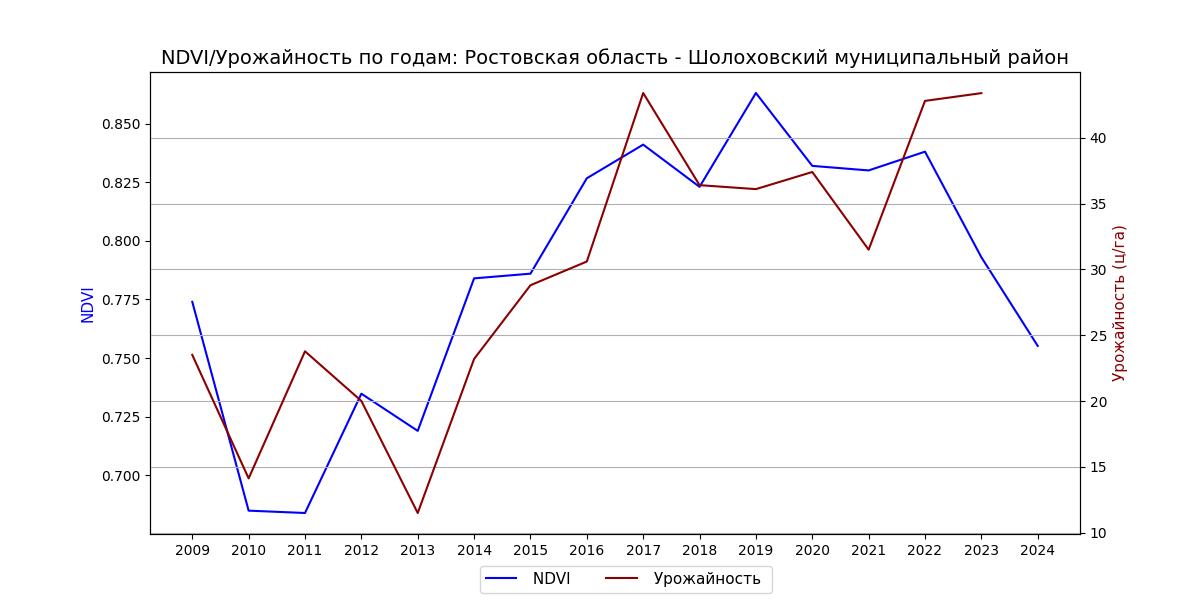 NDVI/Урожайность по годам: Ростовская область - Шолоховский муниципальный район
0.850
0.825
0.800
0.775
0.750
0.725
0.700
NDVI
40
35
30
25
20
15
10
Урожайность (ц/га)
2009 2010 2011 2012 2013 2014 2015 2016 2017 2018 2019 2020 2021 2022 2023 2024
NDVI Урожайность